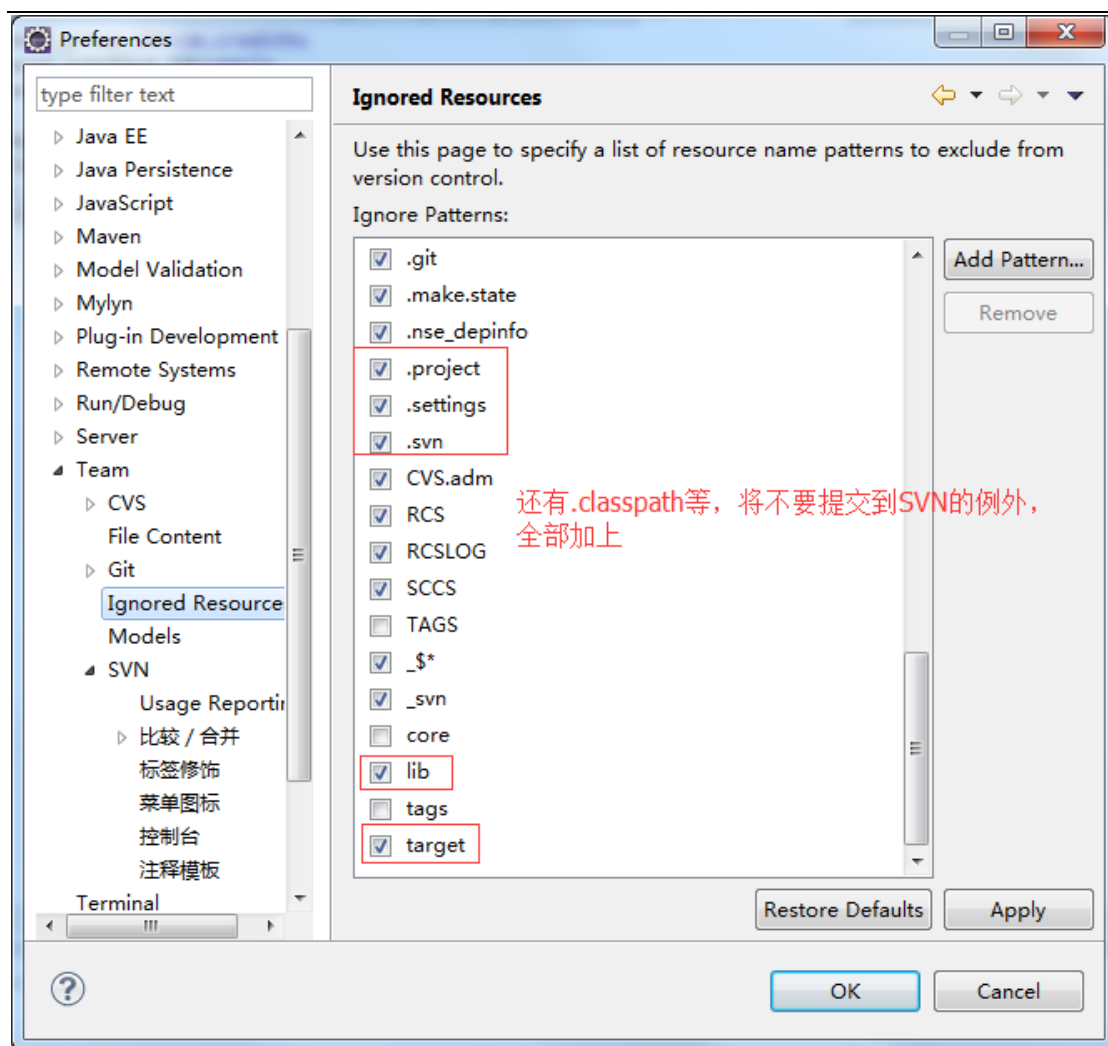 Preferences
type filter text
Java EE
Java Persistence
JavaScript
Maven
Model Validation
Mylyn
Plug-in Development
Remote Systems
Run/Debug
Server
Team
CVS
File Content
Git
Ignored Resource
Models
SVN
Usage Reportin
比较 / 合并
标签修饰
菜单图标
控制台
注释模板
Terminal
Ignored Resources
Use this page to specify a list of resource name patterns to exclude from
version control.
Ignore Patterns:
.git
.make.state
.nse_depinfo
.project
.settings
.svn
CVS.adm
RCS
RCSLOG
SCCS
TAGS
_$*
_svn
core
lib
tags
target
还有.classpath等，将不要提交到SVN的例外，
全部加上
Add Pattern...
Remove
Restore Defaults
Apply
OK
Cancel